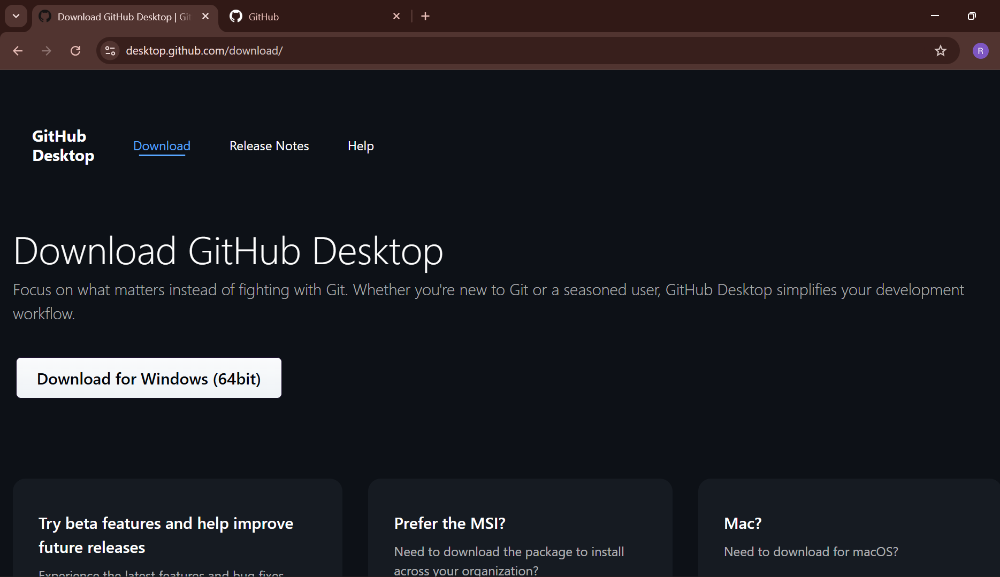 Download GitHub Desktop | Git
GitHub
desktop.github.com/download/
R
GitHub
Desktop
Download
Release Notes
Help
Download GitHub Desktop
Focus on what matters instead of fighting with Git. Whether you're new to Git or a seasoned user, GitHub Desktop simplifies your development
workflow.
Download for Windows (64bit)
Try beta features and help improve
future releases
Experience the latest features and bug fixes
Prefer the MSI?
Need to download the package to install
across your organization?
Mac?
Need to download for macOS?